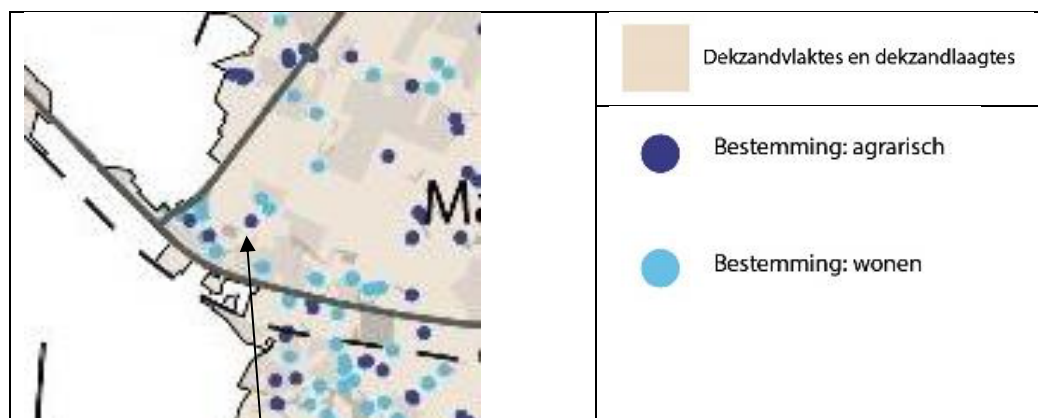 Dekzandvlaktes en dekzandlaagtes
Bestemming: agrarisch
Ma
Bestemming: wonen